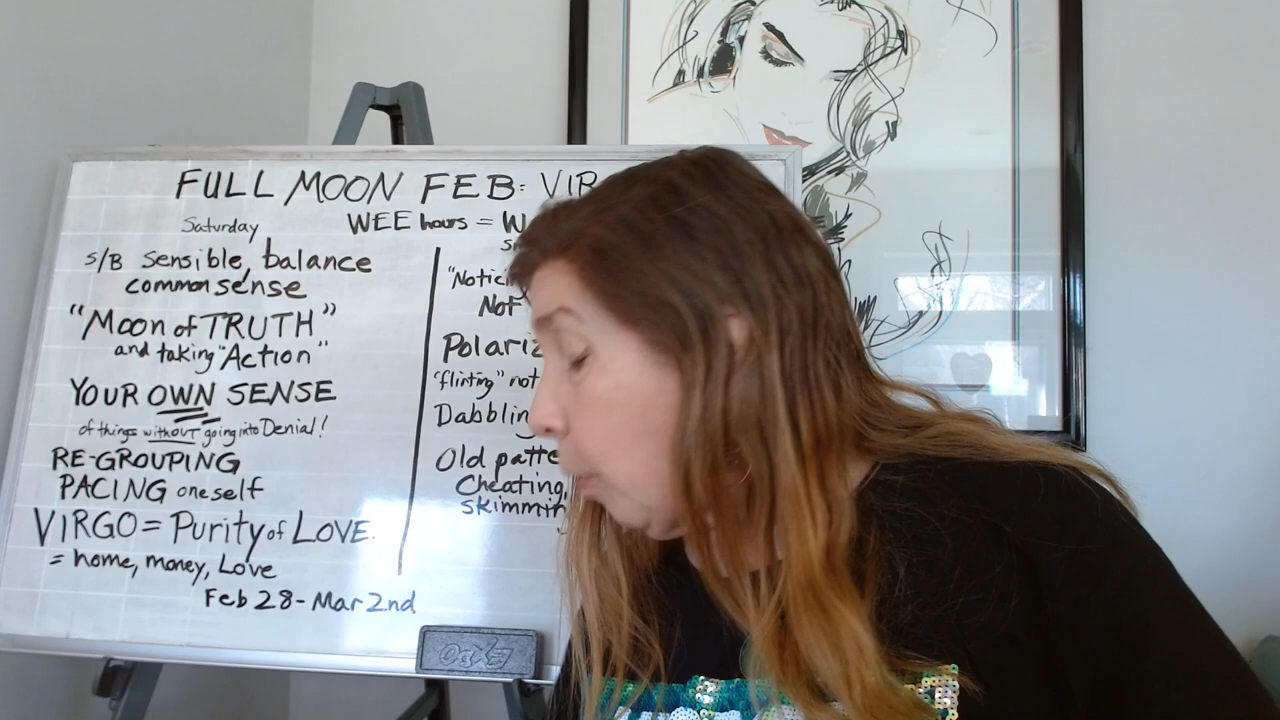 FULL MOON FEB: VIR
Saturday
WEE hours = W
s/B sensible, balance
common sense
"Moon of TRUTH"
and taking "Action"
YOUR OWN SENSE
of things without going into Denial!
RE-GROUPING
PACING oneself
VIRGO = Purity of LOVE
= home, money, Love
Feb 28 - Mar 2nd
"Notici
Not
Polariz
"flirting" not
Dabblin
Old patte
Cheating,
skimmin
EXPO